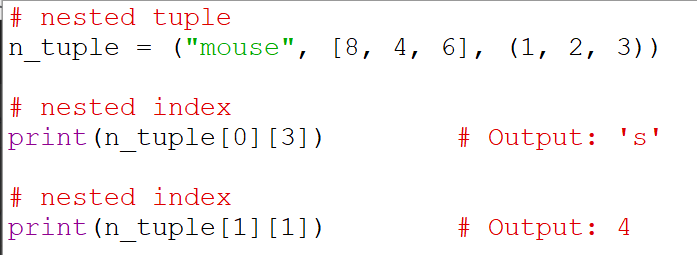 # nested tuple
n_tuple = ("mouse", [8, 4, 6], (1, 2, 3))
# nested index
print(n_tuple[0][3]) # Output: 's'
# nested index
print(n_tuple[1][1]) # Output: 4